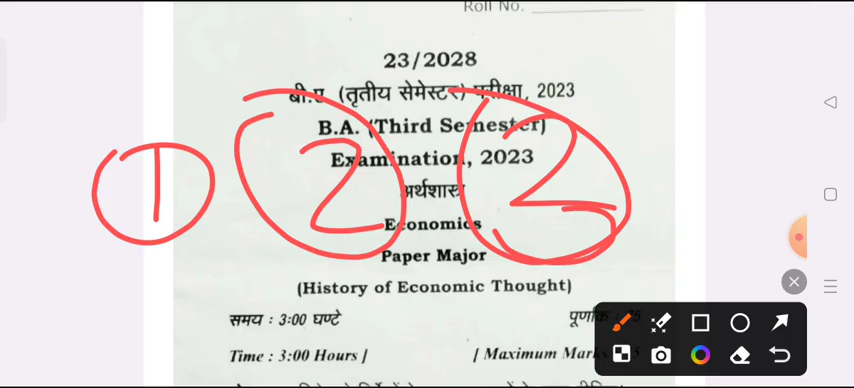 Roll No.
23/2028
बी.ए. (तृतीय सेमेस्टर) परीक्षा, 2023
B.A. (Third Semester)
Examination, 2023
अर्थशास्त्र
Economics
Paper Major
(History of Economic Thought)
समय : 3:00 घण्टे
Time : 3:00 Hours ]
[ Maximum Mark
1
2